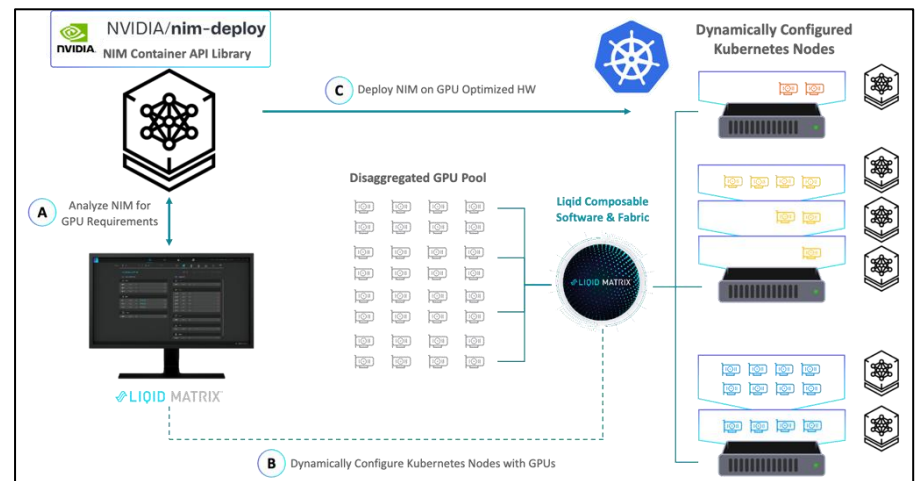 NVIDIA
NVIDIA/nim-deploy
NIM Container API Library
Dynamically Configured
Kubernetes Nodes
C
Deploy NIM on GPU Optimized HW
Disaggregated GPU Pool
A
Analyze NIM for
GPU Requirements
Liqid Composable
Software & Fabric
LIQID MATRIX
LIQID MATRIX
B
Dynamically Configure Kubernetes Nodes with GPUs